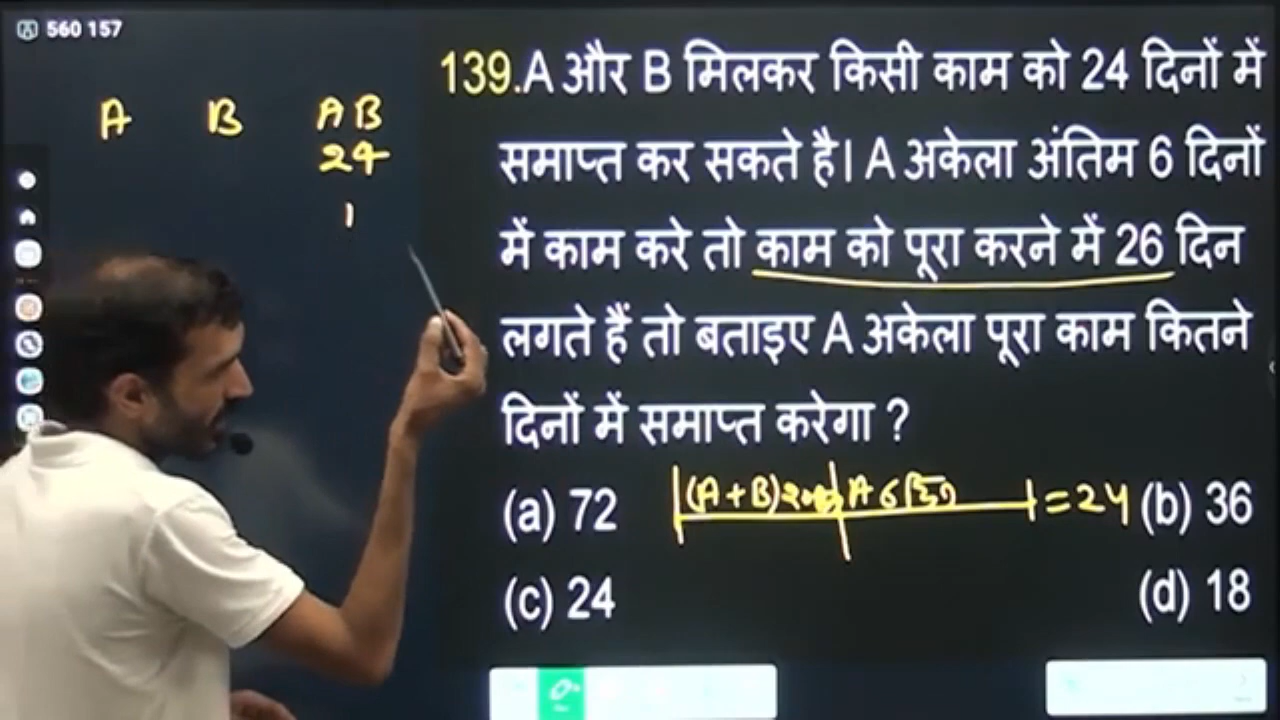 560 157
139.A और B मिलकर किसी काम को 24 दिनों में
समाप्त कर सकते है। A अकेला अंतिम 6 दिनों
में काम करे तो काम को पूरा करने में 26 दिन
लगते हैं तो बताइए A अकेला पूरा काम कितने
दिनों में समाप्त करेगा ?
(a) 72
(b) 36
(c) 24
(d) 18
A B AB
24
1
(A+B) A 6 दिन = 24